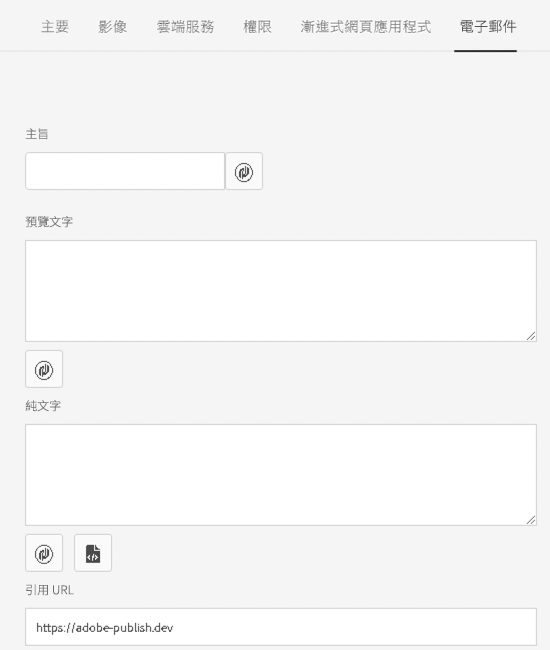 主要 影像 雲端服務 權限 漸進式網頁應用程式 電子郵件
主旨
預覽文字
純文字
引用 URL
https://adobe-publish.dev